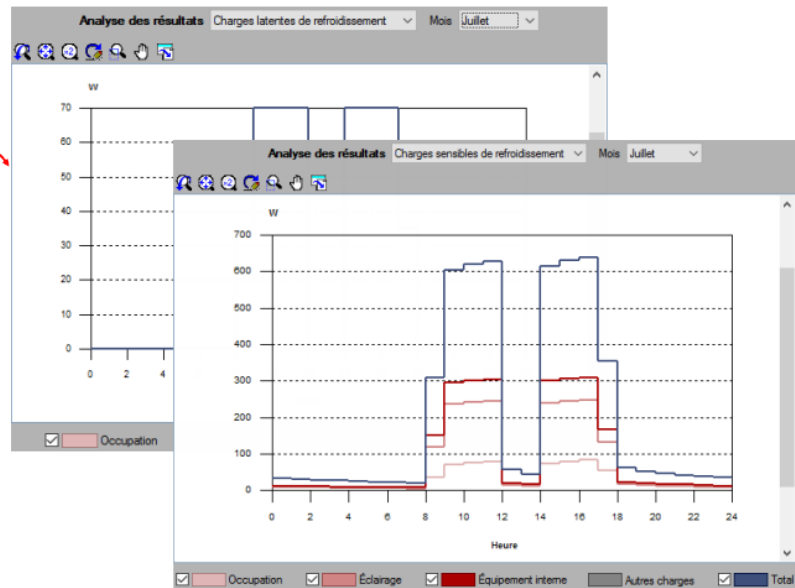 Analyse des résultats Charges latentes de refroidissement Mois Juillet
W
70
60
50
40
30
20
10
0
0 2 4
Occupation
Analyse des résultats Charges sensibles de refroidissement Mois Juillet
W
700
600
500
400
300
200
100
0
0 2 4 6 8 10 12 14 16 18 20 22 24
Heure
Occupation Éclairage Équipement interne Autres charges Total